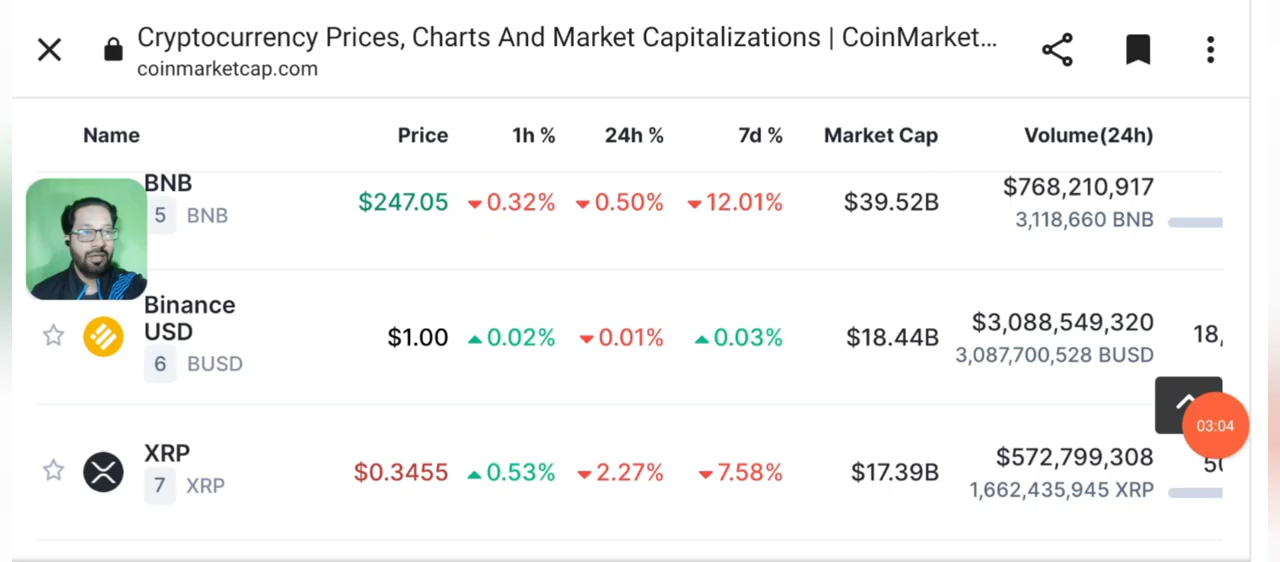 Cryptocurrency Prices, Charts And Market Capitalizations | CoinMarket...
coinmarketcap.com
Name Price 1h % 24h % 7d % Market Cap Volume(24h)
BNB
5 BNB
$247.05 0.32% 0.50% 12.01% $39.52B $768,210,917
3,118,660 BNB
Binance
USD
6 BUSD
$1.00 0.02% 0.01% 0.03% $18.44B $3,088,549,320
3,087,700,528 BUSD
18,
03:04
XRP
7 XRP
$0.3455 0.53% 2.27% 7.58% $17.39B $572,799,308
1,662,435,945 XRP